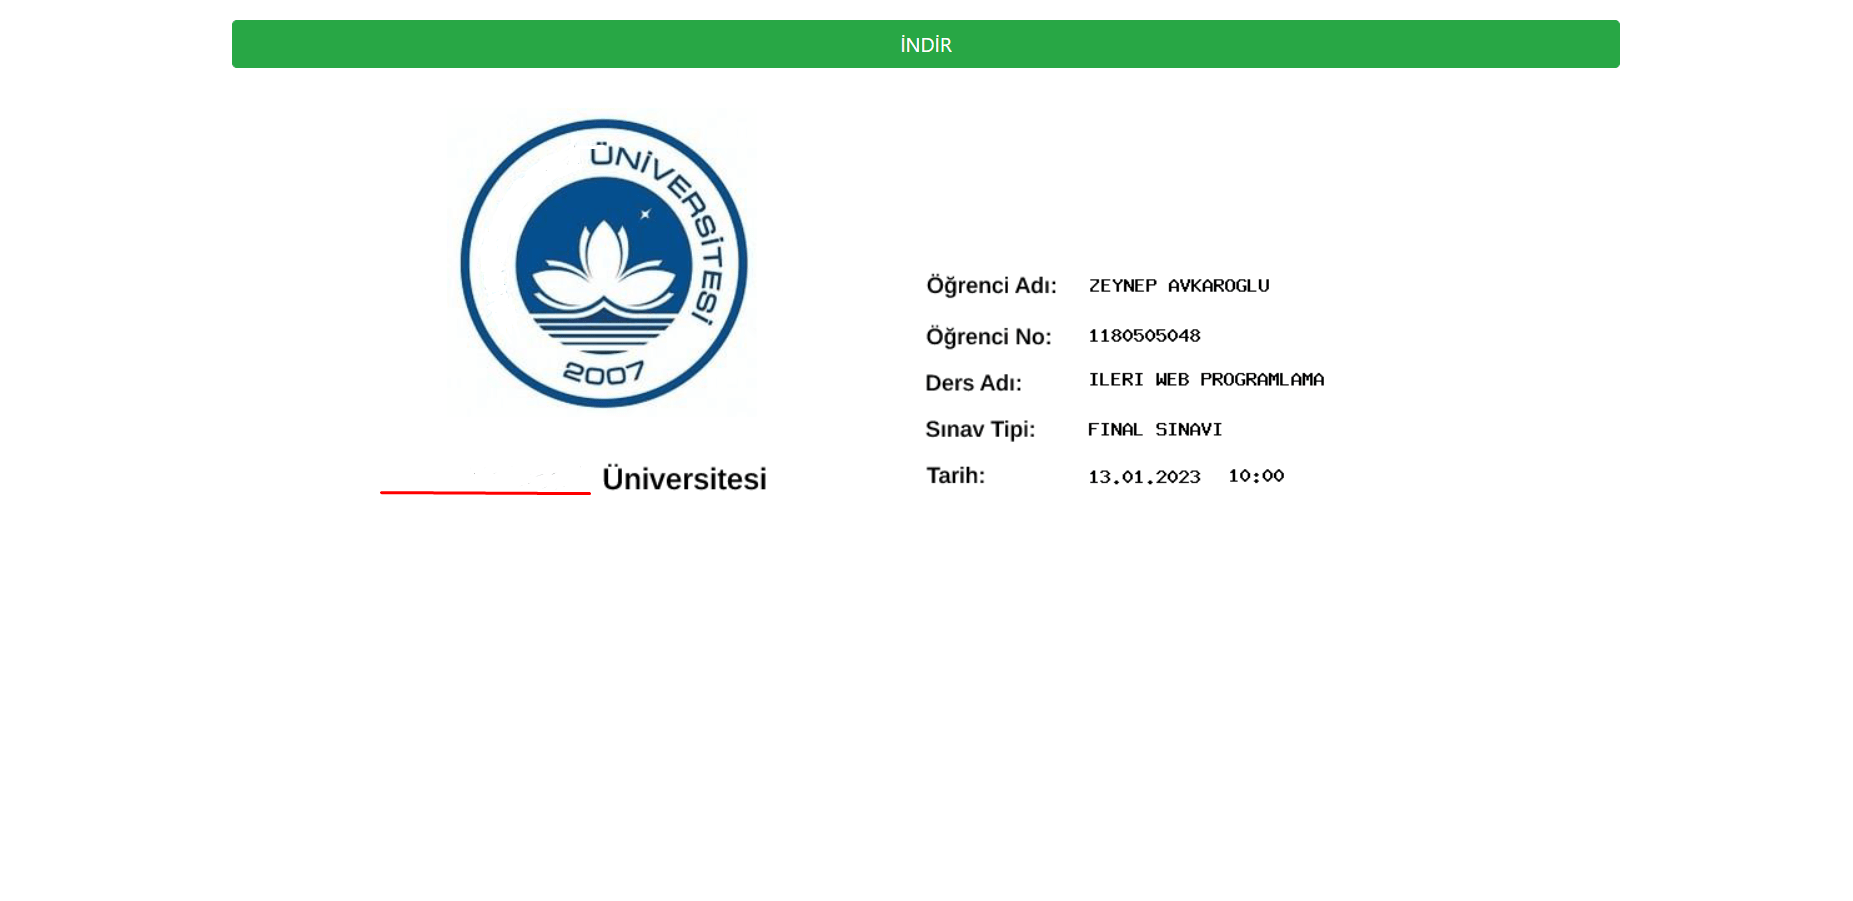 İNDİR
ÜNİVERSİTESİ
2007
Üniversitesi
Öğrenci Adı: ZEYNEP AVKAROGLU
Öğrenci No: 1180505048
Ders Adı: ILERI WEB PROGRAMLAMA
Sınav Tipi: FINAL SINAVI
Tarih: 13.01.2023 10:00